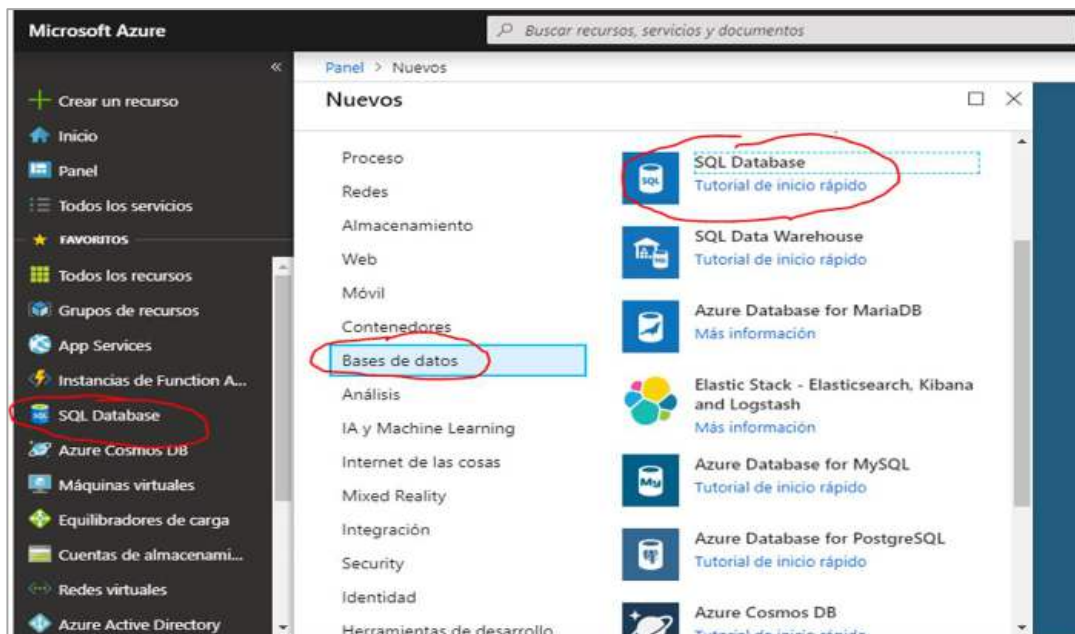 Microsoft Azure
Buscar recursos, servicios y documentos
«
Crear un recurso
Inicio
Panel
Todos los servicios
FAVORITOS
Todos los recursos
Grupos de recursos
App Services
Instancias de Function A...
SQL Database
Azure Cosmos DB
Máquinas virtuales
Equilibradores de carga
Cuentas de almacenami...
Redes virtuales
Azure Active Directory
Panel > Nuevos
Nuevos
Proceso
Redes
Almacenamiento
Web
Móvil
Contenedores
Bases de datos
Análisis
IA y Machine Learning
Internet de las cosas
Mixed Reality
Integración
Security
Identidad
Herramientas de desarrollo
SQL Database
Tutorial de inicio rápido
SQL Data Warehouse
Tutorial de inicio rápido
Azure Database for MariaDB
Más información
Elastic Stack - Elasticsearch, Kibana
and Logstash
Más información
Azure Database for MySQL
Tutorial de inicio rápido
Azure Database for PostgreSQL
Tutorial de inicio rápido
Azure Cosmos DB
Tutorial de inicio rápido